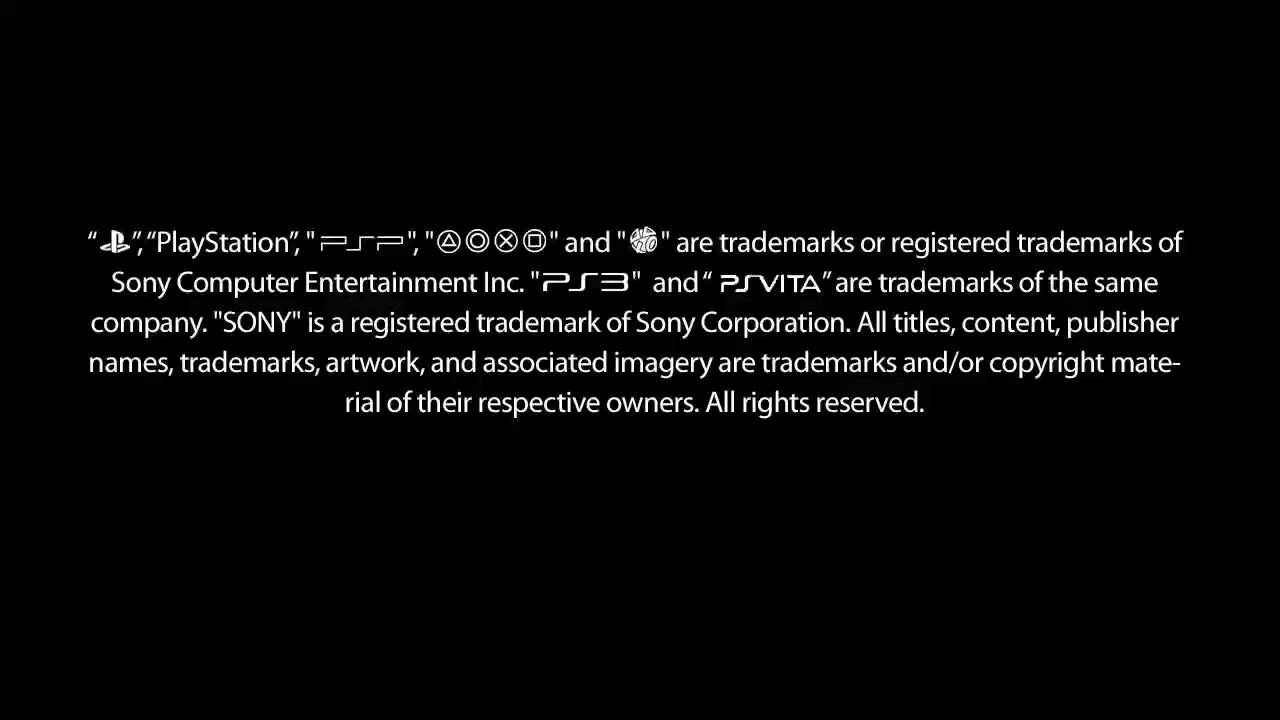 “ ”, “PlayStation”, "PSP", "△○✕□" and " " are trademarks or registered trademarks of
Sony Computer Entertainment Inc. "PS3" and “ PSVITA” are trademarks of the same
company. "SONY" is a registered trademark of Sony Corporation. All titles, content, publisher
names, trademarks, artwork, and associated imagery are trademarks and/or copyright mate-
rial of their respective owners. All rights reserved.